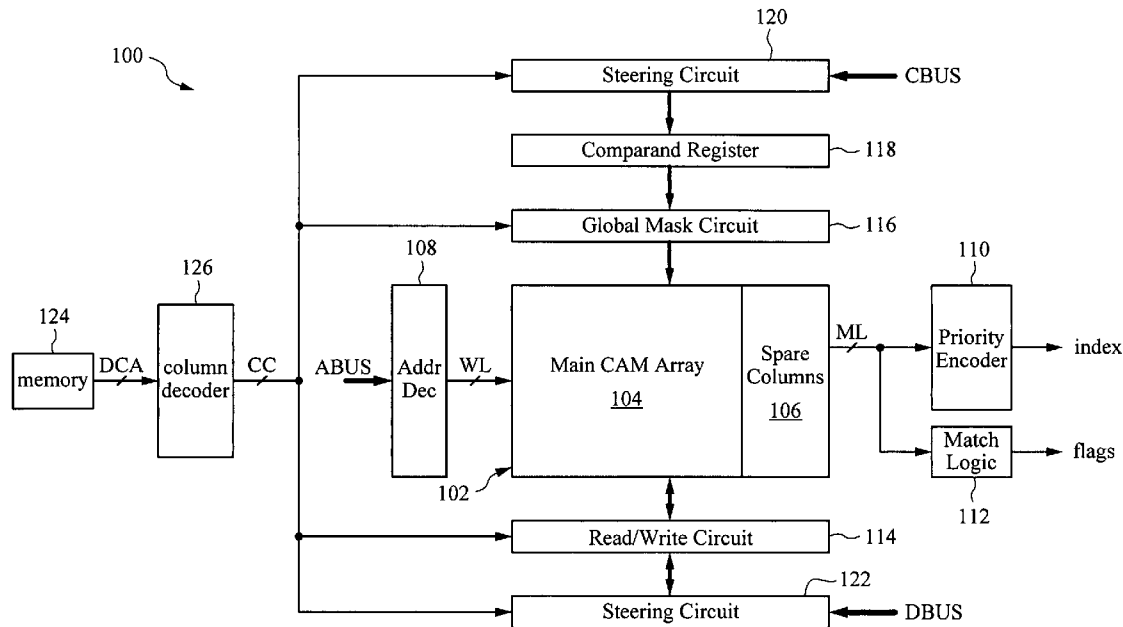 120
100
Steering Circuit
CBUS
Comparand Register
118
Global Mask Circuit
116
108
110
126
124
memory
DCA
column
decoder
CC
ABUS
Addr
Dec
WL
Main CAM Array
104
Spare
Columns
106
ML
Priority
Encoder
index
Match
Logic
flags
102
112
Read/Write Circuit
114
122
Steering Circuit
DBUS